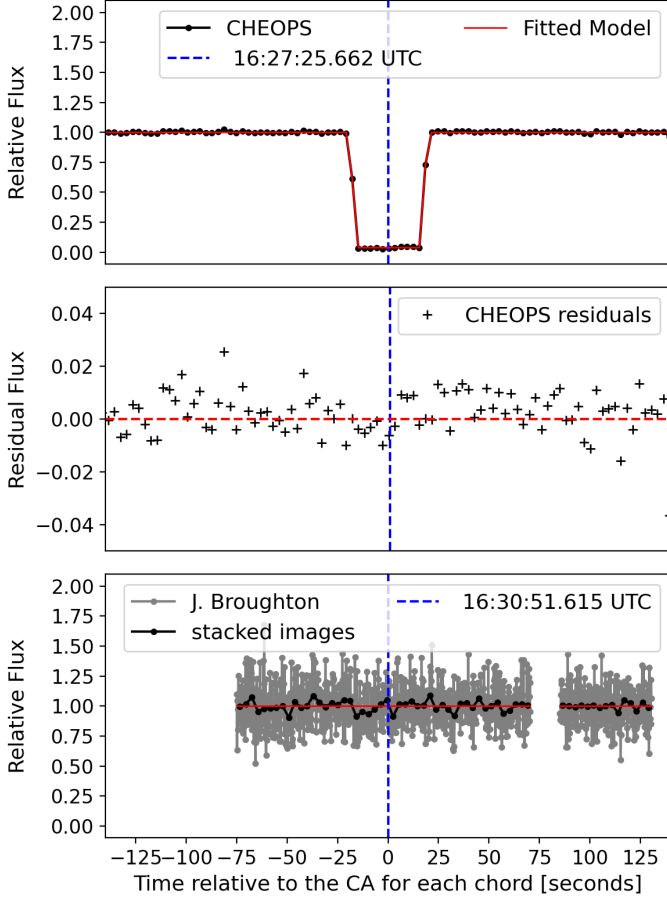 2.00
1.75
1.50
1.25
1.00
0.75
0.50
0.25
0.00
Relative Flux
CHEOPS
Fitted Model
16:27:25.662 UTC
0.04
0.02
0.00
−0.02
−0.04
Residual Flux
CHEOPS residuals
2.00
1.75
1.50
1.25
1.00
0.75
0.50
0.25
0.00
Relative Flux
J. Broughton
16:30:51.615 UTC
stacked images
−125 −100 −75 −50 −25 0 25 50 75 100 125
Time relative to the CA for each chord [seconds]